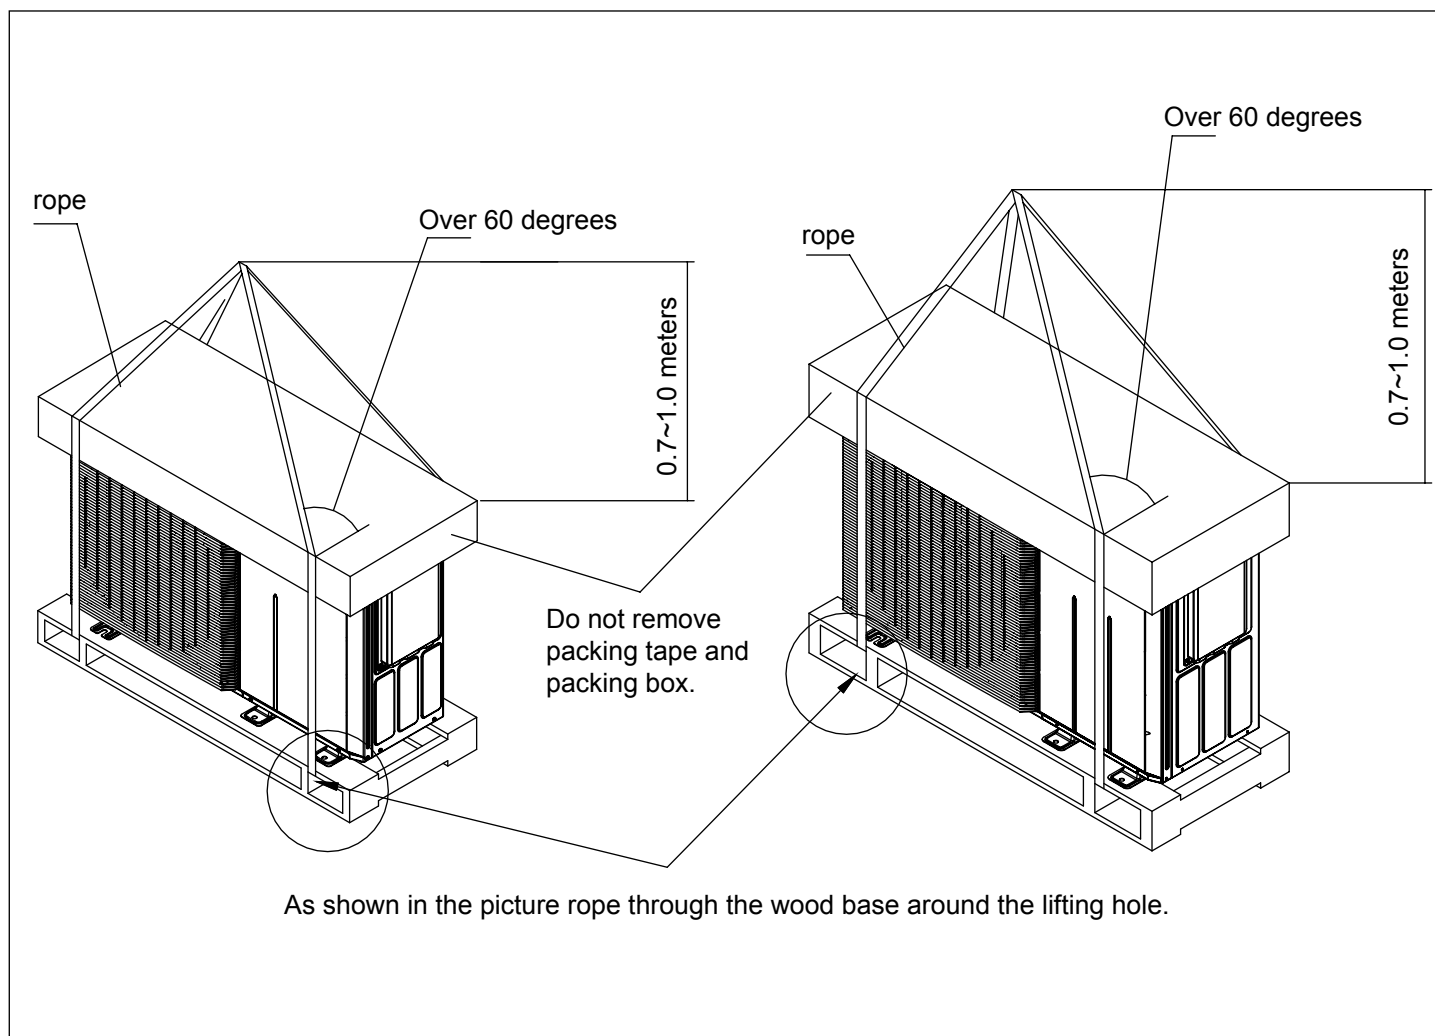 Over 60 degrees
rope
Over 60 degrees
rope
0.7~1.0 meters
0.7~1.0 meters
Do not remove
packing tape and
packing box.
As shown in the picture rope through the wood base around the lifting hole.